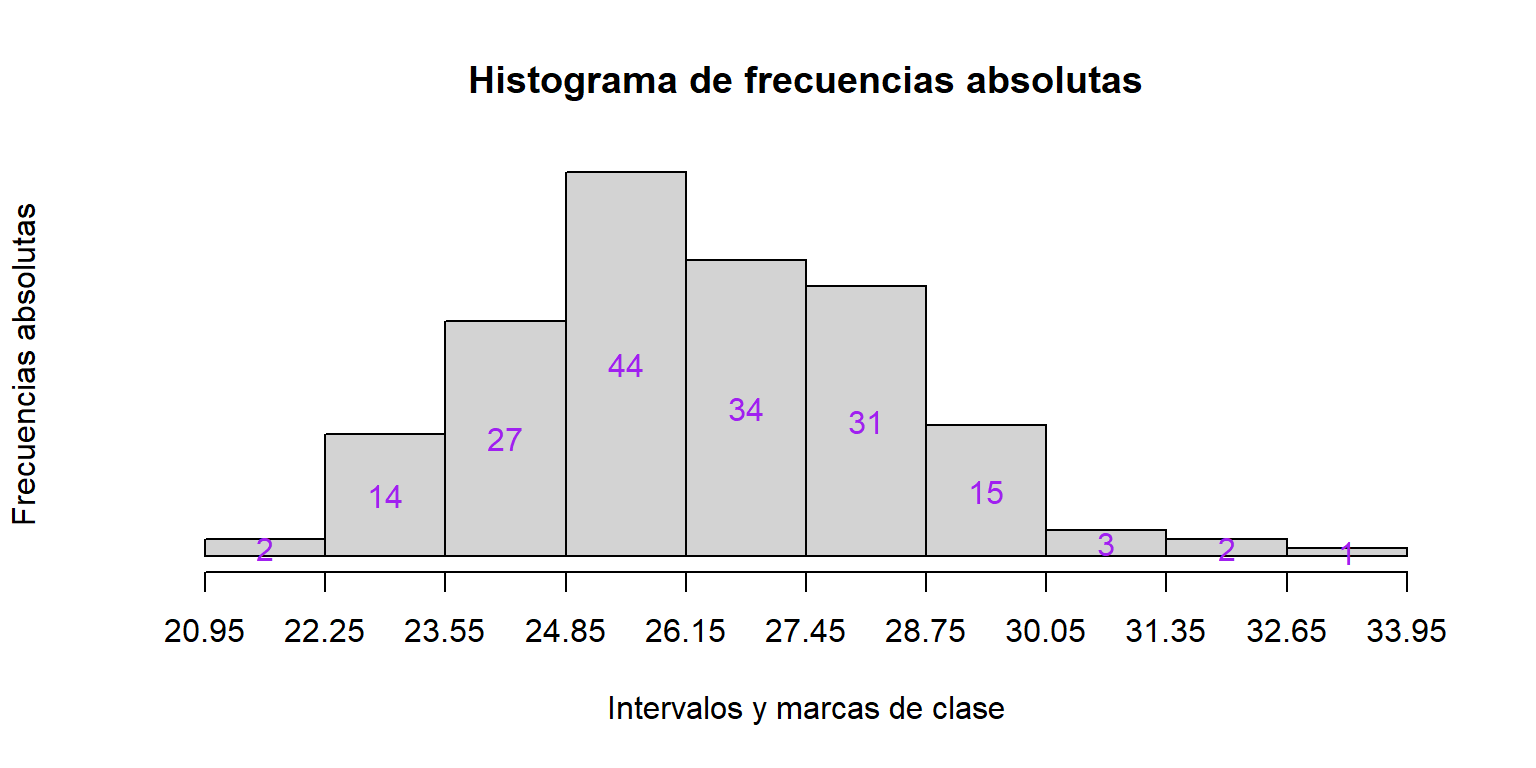 Histograma de frecuencias absolutas
Frecuencias absolutas
44
34
31
27
15
14
2
3
2
1
20.95 22.25 23.55 24.85 26.15 27.45 28.75 30.05 31.35 32.65 33.95
Intervalos y marcas de clase